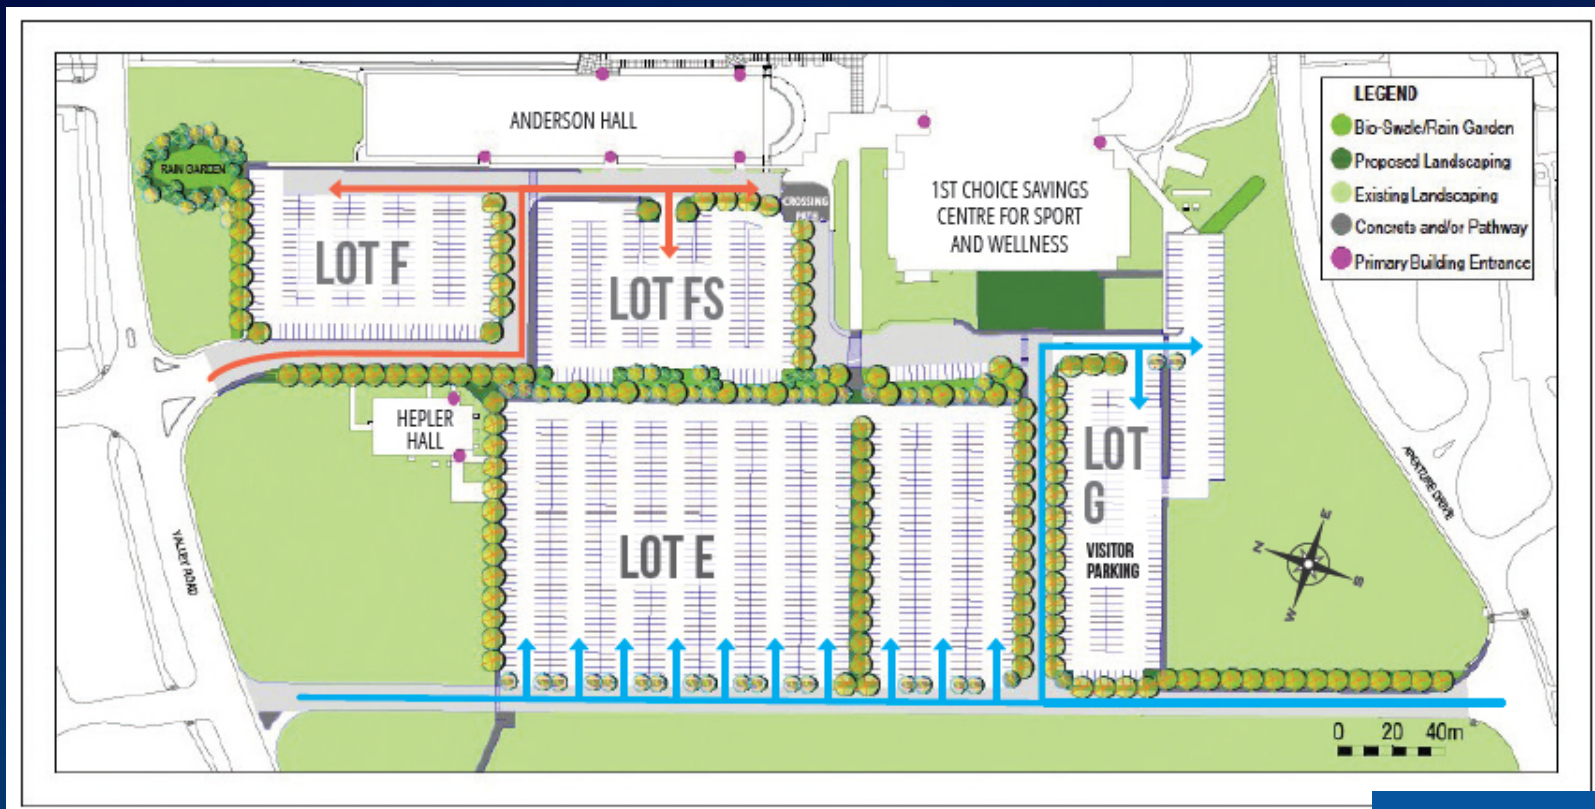 ANDERSON HALL
RAIN GARDEN
CROSSING
PATH
1ST CHOICE SAVINGS
CENTRE FOR SPORT
AND WELLNESS
LOT F
LOT FS
HEPLER
HALL
LOT E
LOT
G
VISITOR
PARKING
VALLEY ROAD
APERTURE DRIVE
LEGEND
Bio-Swale/Rain Garden
Proposed Landscaping
Existing Landscaping
Concrete and/or Pathway
Primary Building Entrance
N
E
S
W
0 20 40m